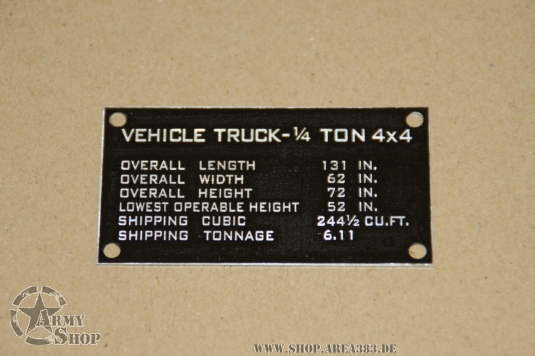 VEHICLE TRUCK-¼ TON 4x4
OVERALL LENGTH 131 IN.
OVERALL WIDTH 62 IN.
OVERALL HEIGHT 72 IN.
LOWEST OPERABLE HEIGHT 52 IN.
SHIPPING CUBIC 244½ CU.FT.
SHIPPING TONNAGE 6.11
ARMY
SHOP
WWW.SHOP.AREA383.DE